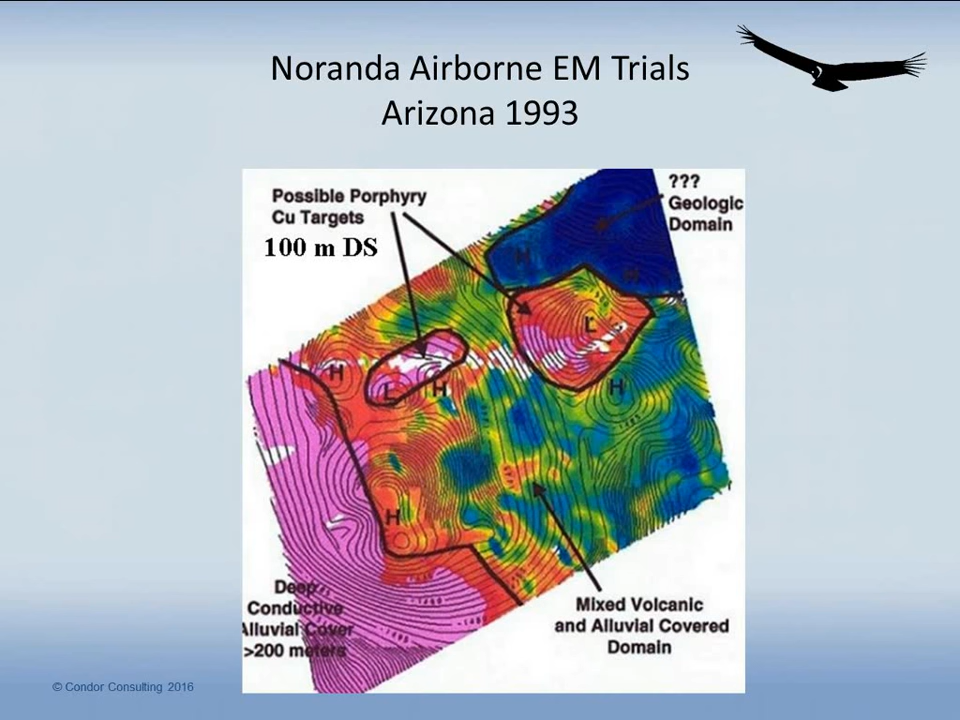 Noranda Airborne EM Trials
Arizona 1993
Possible Porphyry
Cu Targets
100 m DS
???
Geologic
Domain
H
H
L
H
L
H
H
H
Deep
Conductive
Alluvial Cover
>200 meters
Mixed Volcanic
and Alluvial Covered
Domain
© Condor Consulting 2016